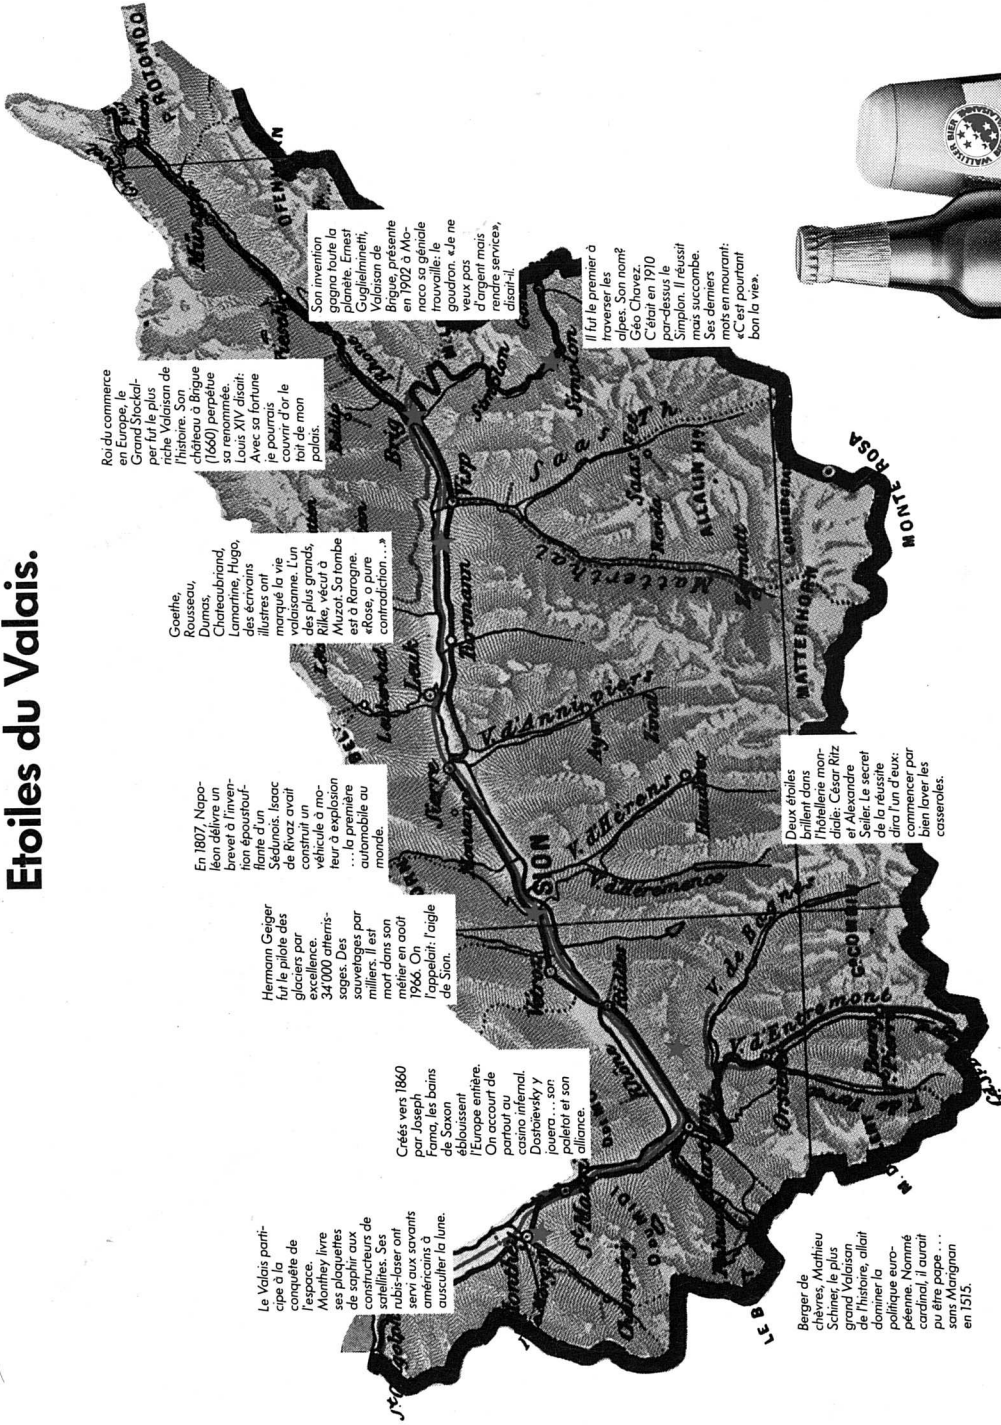 Etoiles du Valais.
Le Valais parti-
cipe à la
conquête de
l'espace.
Monthey livre
ses plaquettes
de saphir aux
constructeurs de
satellites. Ses
rubis-laser ont
servi aux savants
américains à
ausculter la lune.
Créés vers 1860
par Joseph
Fama, les bains
de Saxon
éblouissent
l'Europe entière.
On accourt de
partout au
casino infernal.
Dostoïevsky y
jouera... son
paletot et son
alliance.
Hermann Geiger
fut le pilote des
glaciers par
excellence.
34'000 atterris-
sages. Des
sauvetages par
milliers. Il est
mort dans son
métier en août
1966. On
l'appelait: l'aigle
de Sion.
En 1807, Napo-
léon délivre un
brevet à l'inven-
tion époustouf-
flante d'un
Sédunois. Isaac
de Rivaz avait
construit un
véhicule à mo-
teur à explosion
... la première
automobile au
monde.
Goethe,
Rousseau,
Dumas,
Chateaubriand,
Lamartine, Hugo,
des écrivains
illustres ont
marqué la vie
valaisanne. L'un
des plus grands,
Rilke, vécut à
Muzot. Sa tombe
est à Rarogne.
«Rose, o pure
contradiction...»
Roi du commerce
en Europe, le
Grand Stockal-
per fut le plus
riche Valaisan de
l'histoire. Son
château à Brigue
(1660) perpétue
sa renommée.
Louis XIV disait:
Avec sa fortune
je pourrais
couvrir d'or le
toit de mon
palais.
Son invention
gagna toute la
planète. Ernest
Guglielminetti,
Valaisan de
Brigue, présente
en 1902 à Mo-
naco sa géniale
trouvaille: le
goudron. «Je ne
veux pas
d'argent mais
rendre service»,
disait-il.
Il fut le premier à
traverser les
alpes. Son nom?
Géo Chavez.
C'était en 1910
par-dessus le
Simplon. Il réussit
mais succombe.
Ses derniers
mots en mourant:
«C'est pourtant
bon la vie».
Deux étoiles
brillent dans
l'hôtellerie mon-
diale: César Ritz
et Alexandre
Seiler. Le secret
de la réussite
dira l'un d'eux:
commencer par
bien laver les
casseroles.
Berger de
chèvres, Mathieu
Schiner, le plus
grand Valaisan
de l'histoire, allait
dominer la
politique euro-
péenne. Nommé
cardinal, il aurait
pu être pape...
sans Marignan
en 1515.
P. ROTONDO
Brig
Visp
Turtmann
Leuk
Sierre
SION
Rhône
Martigny
Champéry
Orsières
V. d'Entremont
V. de Bagnes
V. d'Hérens
V. d'Hérémence
V. d'Anniviers
Matterthal
Simplon
Simplon
MATTERHORN
MONTE ROSA
WALLISER BIER